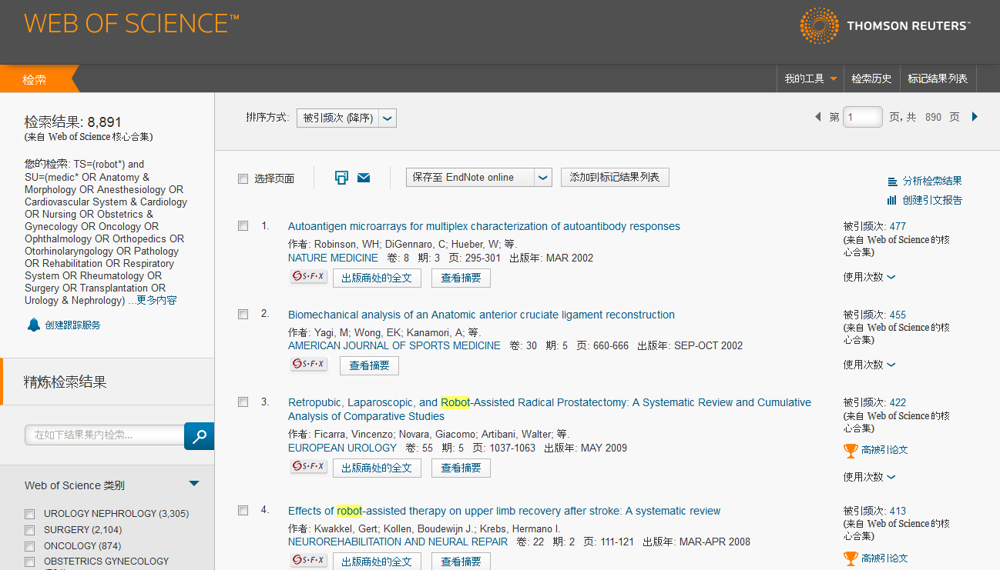 WEB OF SCIENCE™
THOMSON REUTERS™
检索
我的工具
检索历史
标记结果列表
检索结果: 8,891
(来自 Web of Science 核心合集)
您的检索: TS=(robot*) and
SU=(medic* OR Anatomy &
Morphology OR Anesthesiology OR
Cardiovascular System & Cardiology
OR Nursing OR Obstetrics &
Gynecology OR Oncology OR
Ophthalmology OR Orthopedics OR
Otorhinolaryngology OR Pathology
OR Rehabilitation OR Respiratory
System OR Rheumatology OR
Surgery OR Transplantation OR
Urology & Nephrology) ...更多内容
创建跟踪服务
精炼检索结果
在如下结果集内检索...
Web of Science 类别
UROLOGY NEPHROLOGY (3,305)
SURGERY (2,104)
ONCOLOGY (874)
OBSTETRICS GYNECOLOGY
排序方式: 被引频次 (降序)
第 1 页, 共 890 页
选择页面
保存至 EndNote online
添加到标记结果列表
分析检索结果
创建引文报告
1. Autoantigen microarrays for multiplex characterization of autoantibody responses
作者: Robinson, WH; DiGennaro, C; Hueber, W; 等.
NATURE MEDICINE 卷: 8 期: 3 页: 295-301 出版年: MAR 2002
S·F·X 出版商处的全文 查看摘要
被引频次: 477
(来自 Web of Science 的核
心合集)
使用次数
2. Biomechanical analysis of an Anatomic anterior cruciate ligament reconstruction
作者: Yagi, M; Wong, EK; Kanamori, A; 等.
AMERICAN JOURNAL OF SPORTS MEDICINE 卷: 30 期: 5 页: 660-666 出版年: SEP-OCT 2002
S·F·X 查看摘要
被引频次: 455
(来自 Web of Science 的核
心合集)
使用次数
3. Retropubic, Laparoscopic, and Robot-Assisted Radical Prostatectomy: A Systematic Review and Cumulative
Analysis of Comparative Studies
作者: Ficarra, Vincenzo; Novara, Giacomo; Artibani, Walter; 等.
EUROPEAN UROLOGY 卷: 55 期: 5 页: 1037-1063 出版年: MAY 2009
S·F·X 出版商处的全文 查看摘要
被引频次: 422
(来自 Web of Science 的核
心合集)
高被引论文
使用次数
4. Effects of robot-assisted therapy on upper limb recovery after stroke: A systematic review
作者: Kwakkel, Gert; Kollen, Boudewijn J.; Krebs, Hermano I.
NEUROREHABILITATION AND NEURAL REPAIR 卷: 22 期: 2 页: 111-121 出版年: MAR-APR 2008
S·F·X 出版商处的全文 查看摘要
被引频次: 413
(来自 Web of Science 的核
心合集)
高被引论文